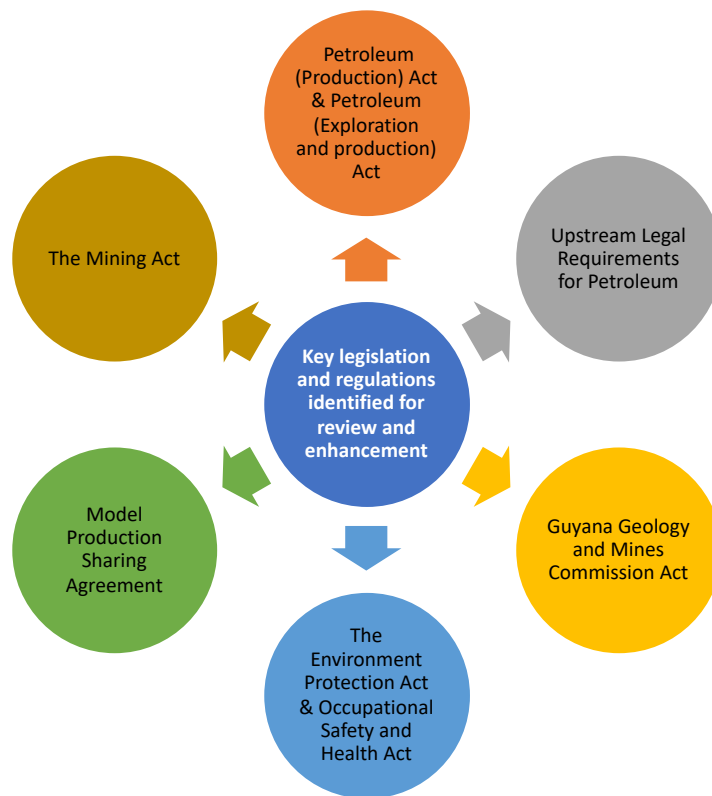 Petroleum
(Production) Act
& Petroleum
(Exploration
and production)
Act
The Mining Act
Upstream Legal
Requirements
for Petroleum
Key legislation
and regulations
identified for
review and
enhancement
Model
Production
Sharing
Agreement
Guyana Geology
and Mines
Commission Act
The
Environment
Protection Act
& Occupational
Safety and
Health Act